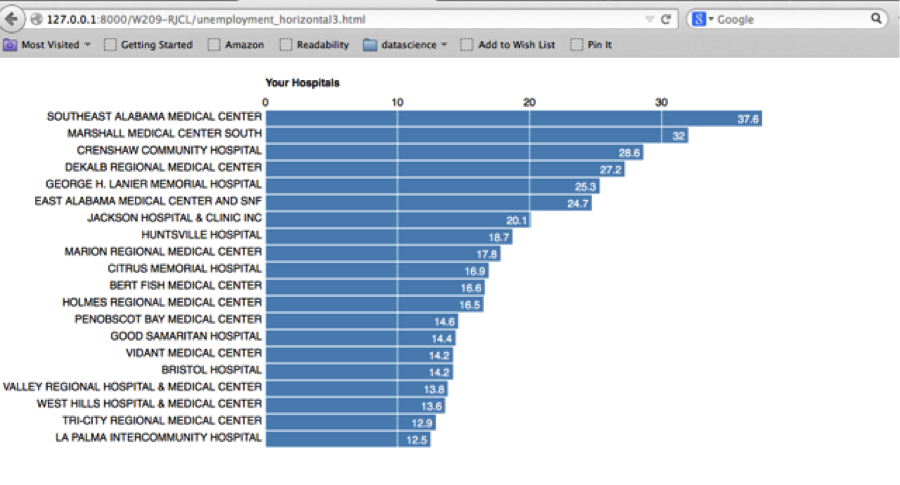 127.0.0.1:8000/W209-RJCL/unemployment_horizontal3.html
Google
Most Visited Getting Started Amazon Readability datascience Add to Wish List Pin It
Your Hospitals
0 10 20 30
SOUTHEAST ALABAMA MEDICAL CENTER 37.6
MARSHALL MEDICAL CENTER SOUTH 32
CRENSHAW COMMUNITY HOSPITAL 28.6
DEKALB REGIONAL MEDICAL CENTER 27.2
GEORGE H. LANIER MEMORIAL HOSPITAL 25.3
EAST ALABAMA MEDICAL CENTER AND SNF 24.7
JACKSON HOSPITAL & CLINIC INC 20.1
HUNTSVILLE HOSPITAL 18.7
MARION REGIONAL MEDICAL CENTER 17.8
CITRUS MEMORIAL HOSPITAL 16.9
BERT FISH MEDICAL CENTER 16.6
HOLMES REGIONAL MEDICAL CENTER 16.5
PENOBSCOT BAY MEDICAL CENTER 14.6
GOOD SAMARITAN HOSPITAL 14.4
VIDANT MEDICAL CENTER 14.2
BRISTOL HOSPITAL 14.2
VALLEY REGIONAL HOSPITAL & MEDICAL CENTER 13.8
WEST HILLS HOSPITAL & MEDICAL CENTER 13.6
TRI-CITY REGIONAL MEDICAL CENTER 12.9
LA PALMA INTERCOMMUNITY HOSPITAL 12.5